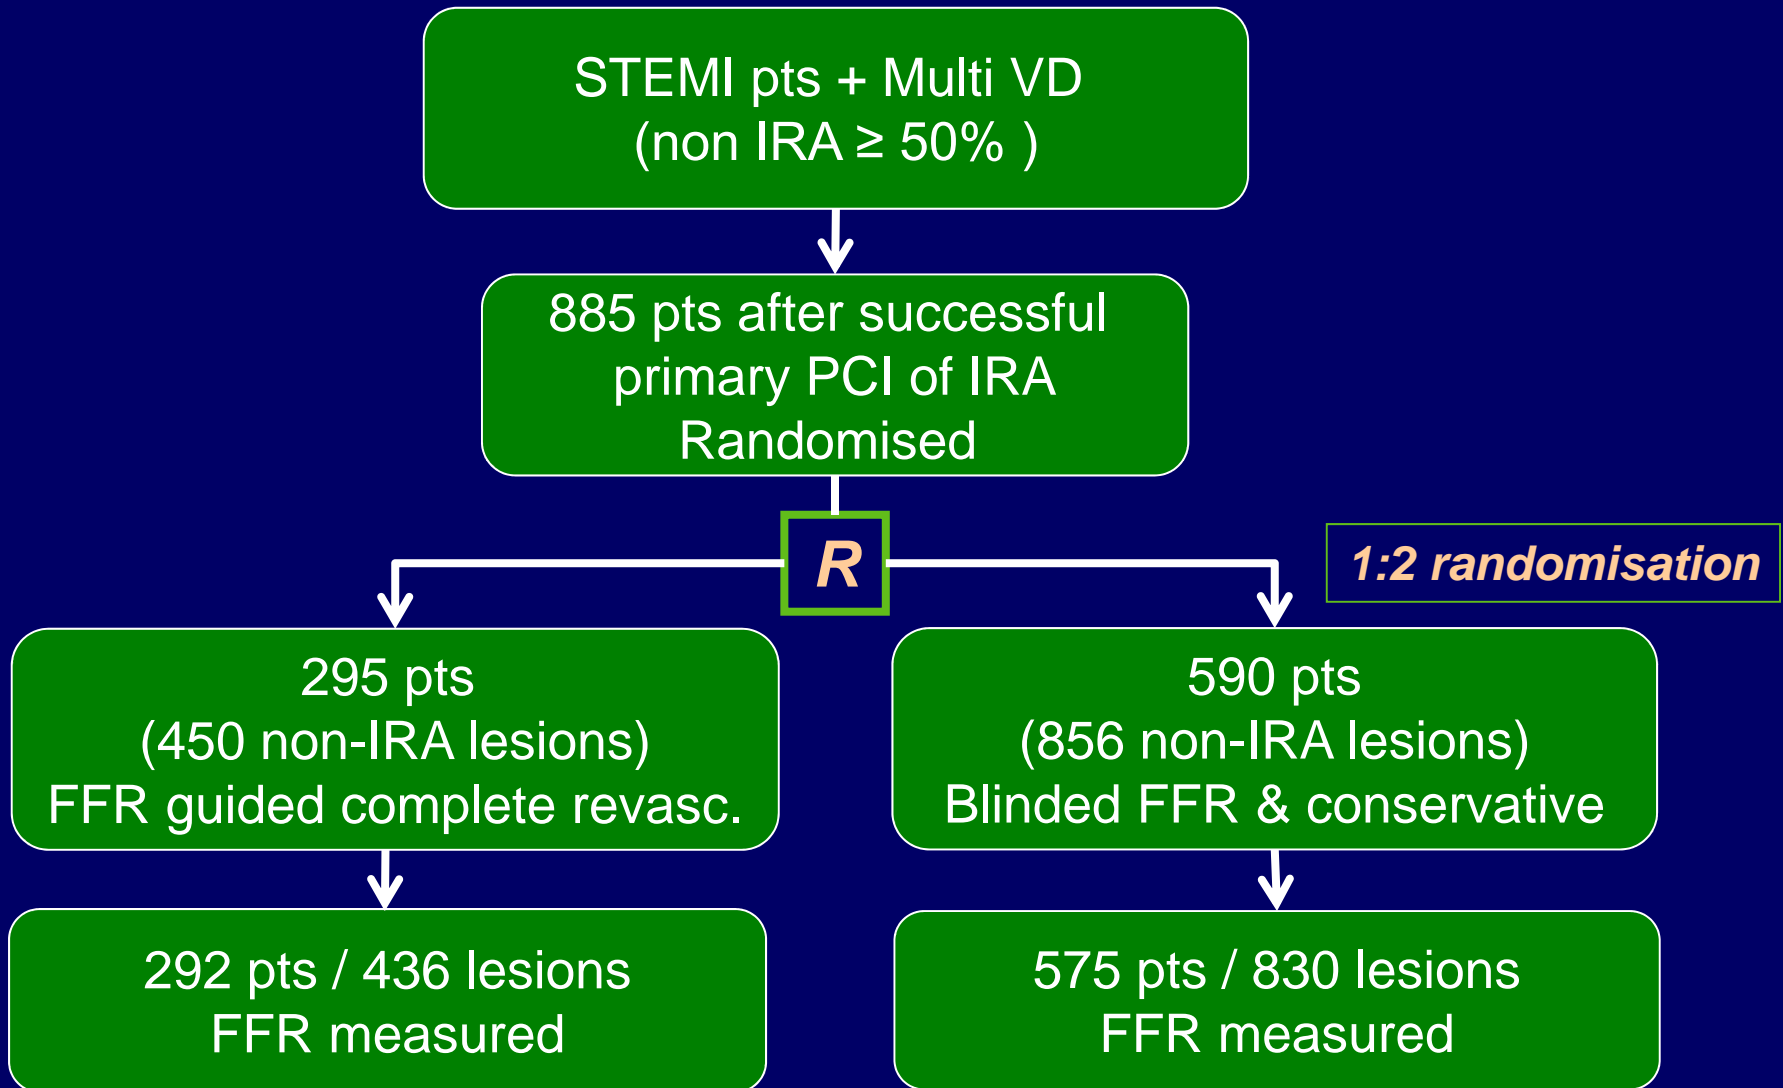 STEMI pts + Multi VD
(non IRA ≥ 50% )
885 pts after successful
primary PCI of IRA
Randomised
R
1:2 randomisation
295 pts
(450 non-IRA lesions)
FFR guided complete revasc.
590 pts
(856 non-IRA lesions)
Blinded FFR & conservative
292 pts / 436 lesions
FFR measured
575 pts / 830 lesions
FFR measured